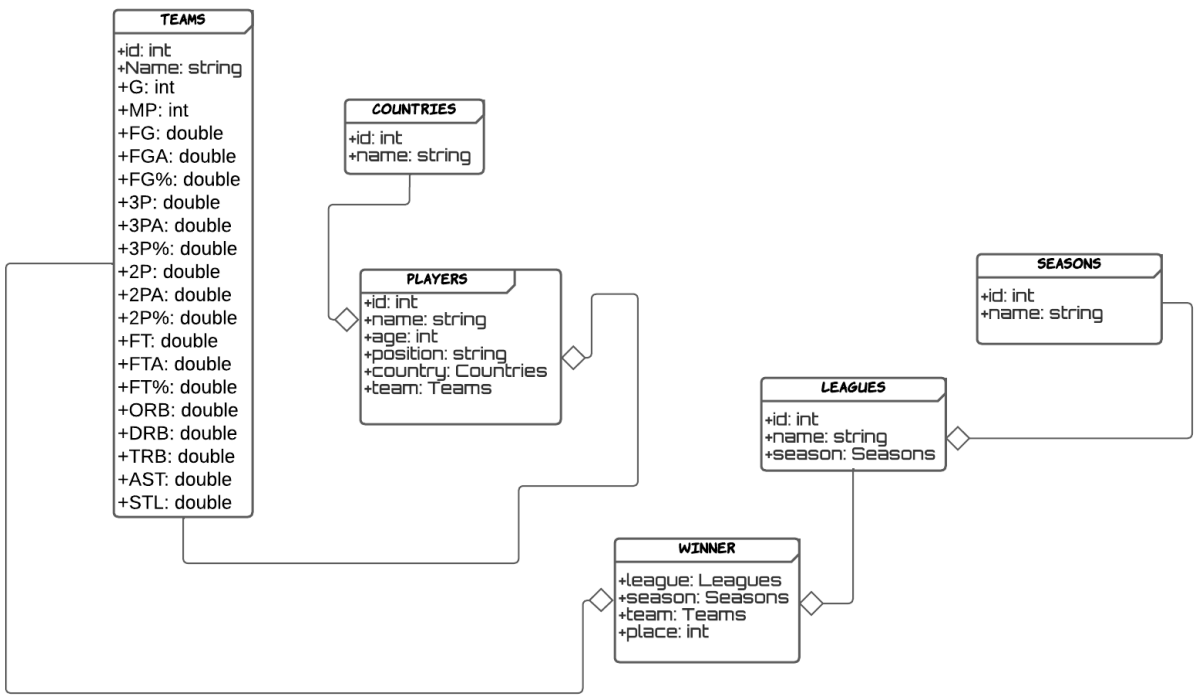 TEAMS
+id: int
+Name: string
+G: int
+MP: int
+FG: double
+FGA: double
+FG%: double
+3P: double
+3PA: double
+3P%: double
+2P: double
+2PA: double
+2P%: double
+FT: double
+FTA: double
+FT%: double
+ORB: double
+DRB: double
+TRB: double
+AST: double
+STL: double
COUNTRIES
+id: int
+name: string
PLAYERS
+id: int
+name: string
+age: int
+position: string
+country: Countries
+team: Teams
SEASONS
+id: int
+name: string
LEAGUES
+id: int
+name: string
+season: Seasons
WINNER
+league: Leagues
+season: Seasons
+team: Teams
+place: int